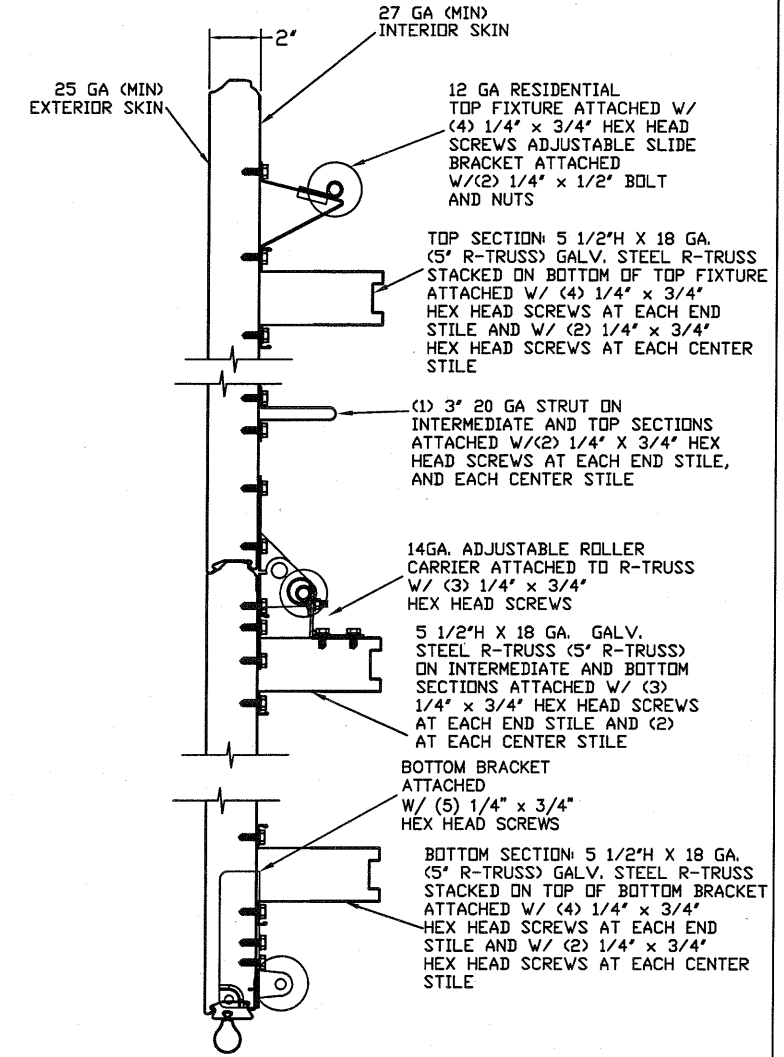 27 GA (MIN)
INTERIOR SKIN
2"
25 GA (MIN)
EXTERIOR SKIN
12 GA RESIDENTIAL
TOP FIXTURE ATTACHED W/
(4) 1/4" x 3/4" HEX HEAD
SCREWS ADJUSTABLE SLIDE
BRACKET ATTACHED
W/(2) 1/4" x 1/2" BOLT
AND NUTS
TOP SECTION: 5 1/2"H X 18 GA.
(5" R-TRUSS) GALV. STEEL R-TRUSS
STACKED ON BOTTOM OF TOP FIXTURE
ATTACHED W/ (4) 1/4" x 3/4"
HEX HEAD SCREWS AT EACH END
STILE AND W/ (2) 1/4" x 3/4"
HEX HEAD SCREWS AT EACH CENTER
STILE
(1) 3" 20 GA STRUT ON
INTERMEDIATE AND TOP SECTIONS
ATTACHED W/(2) 1/4" X 3/4" HEX
HEAD SCREWS AT EACH END STILE,
AND EACH CENTER STILE
14GA. ADJUSTABLE ROLLER
CARRIER ATTACHED TO R-TRUSS
W/ (3) 1/4" x 3/4"
HEX HEAD SCREWS
5 1/2"H X 18 GA. GALV.
STEEL R-TRUSS (5" R-TRUSS)
ON INTERMEDIATE AND BOTTOM
SECTIONS ATTACHED W/ (3)
1/4" x 3/4" HEX HEAD SCREWS
AT EACH END STILE AND (2)
AT EACH CENTER STILE
BOTTOM BRACKET
ATTACHED
W/ (5) 1/4" x 3/4"
HEX HEAD SCREWS
BOTTOM SECTION: 5 1/2"H X 18 GA.
(5" R-TRUSS) GALV. STEEL R-TRUSS
STACKED ON TOP OF BOTTOM BRACKET
ATTACHED W/ (4) 1/4" x 3/4"
HEX HEAD SCREWS AT EACH END
STILE AND W/ (2) 1/4" x 3/4"
HEX HEAD SCREWS AT EACH CENTER
STILE